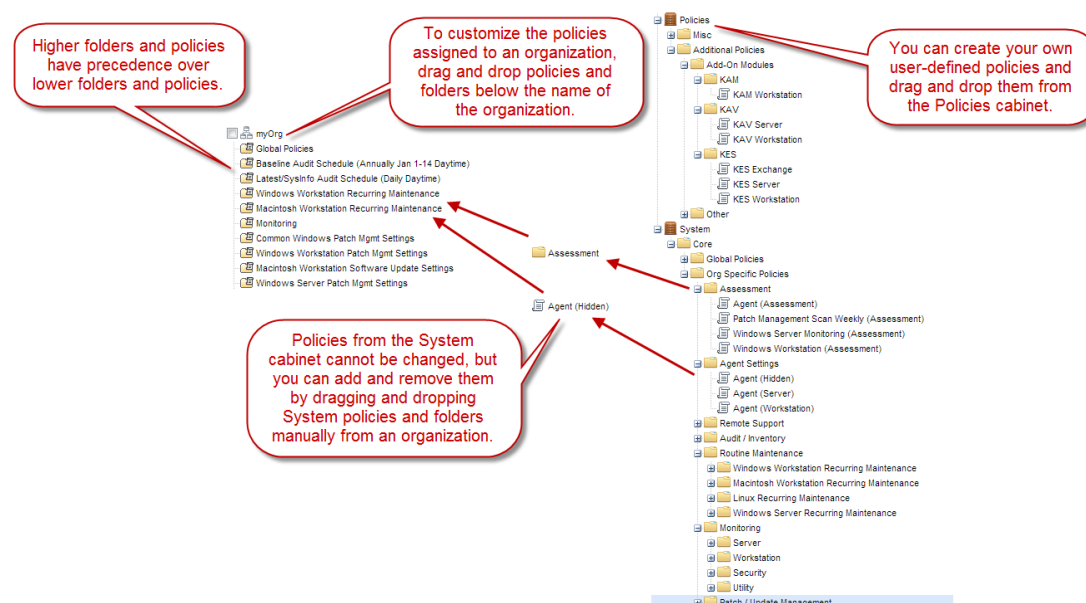 Higher folders and policies
have precedence over
lower folders and policies.
To customize the policies
assigned to an organization,
drag and drop policies and
folders below the name of
the organization.
You can create your own
user-defined policies and
drag and drop them from
the Policies cabinet.
myOrg
Global Policies
Baseline Audit Schedule (Annually Jan 1-14 Daytime)
Latest/SysInfo Audit Schedule (Daily Daytime)
Windows Workstation Recurring Maintenance
Macintosh Workstation Recurring Maintenance
Monitoring
Common Windows Patch Mgmt Settings
Windows Workstation Patch Mgmt Settings
Macintosh Workstation Software Update Settings
Windows Server Patch Mgmt Settings
Assessment
Agent (Hidden)
Policies from the System
cabinet cannot be changed, but
you can add and remove them
by dragging and dropping
System policies and folders
manually from an organization.
Policies
Misc
Additional Policies
Add-On Modules
KAM
KAM Workstation
KAV
KAV Server
KAV Workstation
KES
KES Exchange
KES Server
KES Workstation
Other
System
Core
Global Policies
Org Specific Policies
Assessment
Agent (Assessment)
Patch Management Scan Weekly (Assessment)
Windows Server Monitoring (Assessment)
Windows Workstation (Assessment)
Agent Settings
Agent (Hidden)
Agent (Server)
Agent (Workstation)
Remote Support
Audit / Inventory
Routine Maintenance
Windows Workstation Recurring Maintenance
Macintosh Workstation Recurring Maintenance
Linux Recurring Maintenance
Windows Server Recurring Maintenance
Monitoring
Server
Workstation
Security
Utility
Patch / Update Management